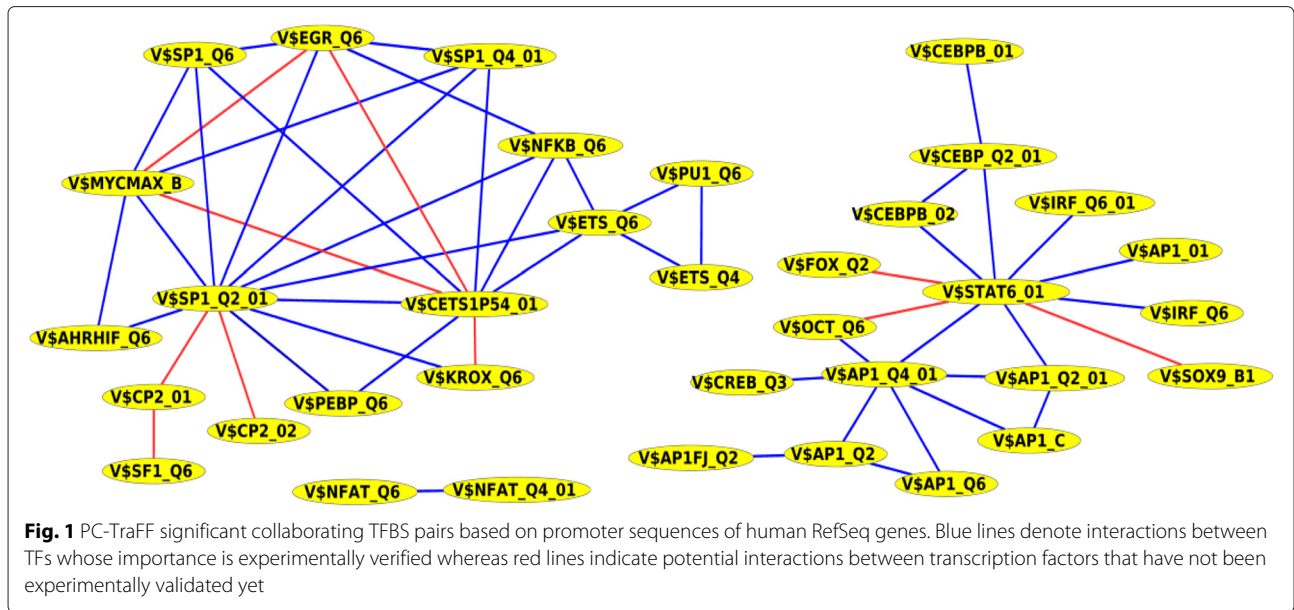 V$EGR_Q6
V$SP1_Q6
V$SP1_Q4_01
V$CEBPB_01
V$NFKB_Q6
V$CEBP_Q2_01
V$MYCMAX_B
V$PU1_Q6
V$CEBPB_02
V$IRF_Q6_01
V$ETS_Q6
V$AP1_01
V$FOX_Q2
V$ETS_Q4
V$STAT6_01
V$SP1_Q2_01
V$CETS1P54_01
V$IRF_Q6
V$OCT_Q6
V$AHRHIF_Q6
V$KROX_Q6
V$CREB_Q3
V$AP1_Q4_01
V$AP1_Q2_01
V$SOX9_B1
V$CP2_01
V$PEBP_Q6
V$CP2_02
V$AP1_C
V$SF1_Q6
V$AP1FJ_Q2
V$AP1_Q2
V$AP1_Q6
V$NFAT_Q6
V$NFAT_Q4_01
Fig. 1 PC-TraFF significant collaborating TFBS pairs based on promoter sequences of human RefSeq genes. Blue lines denote interactions between
TFs whose importance is experimentally verified whereas red lines indicate potential interactions between transcription factors that have not been
experimentally validated yet